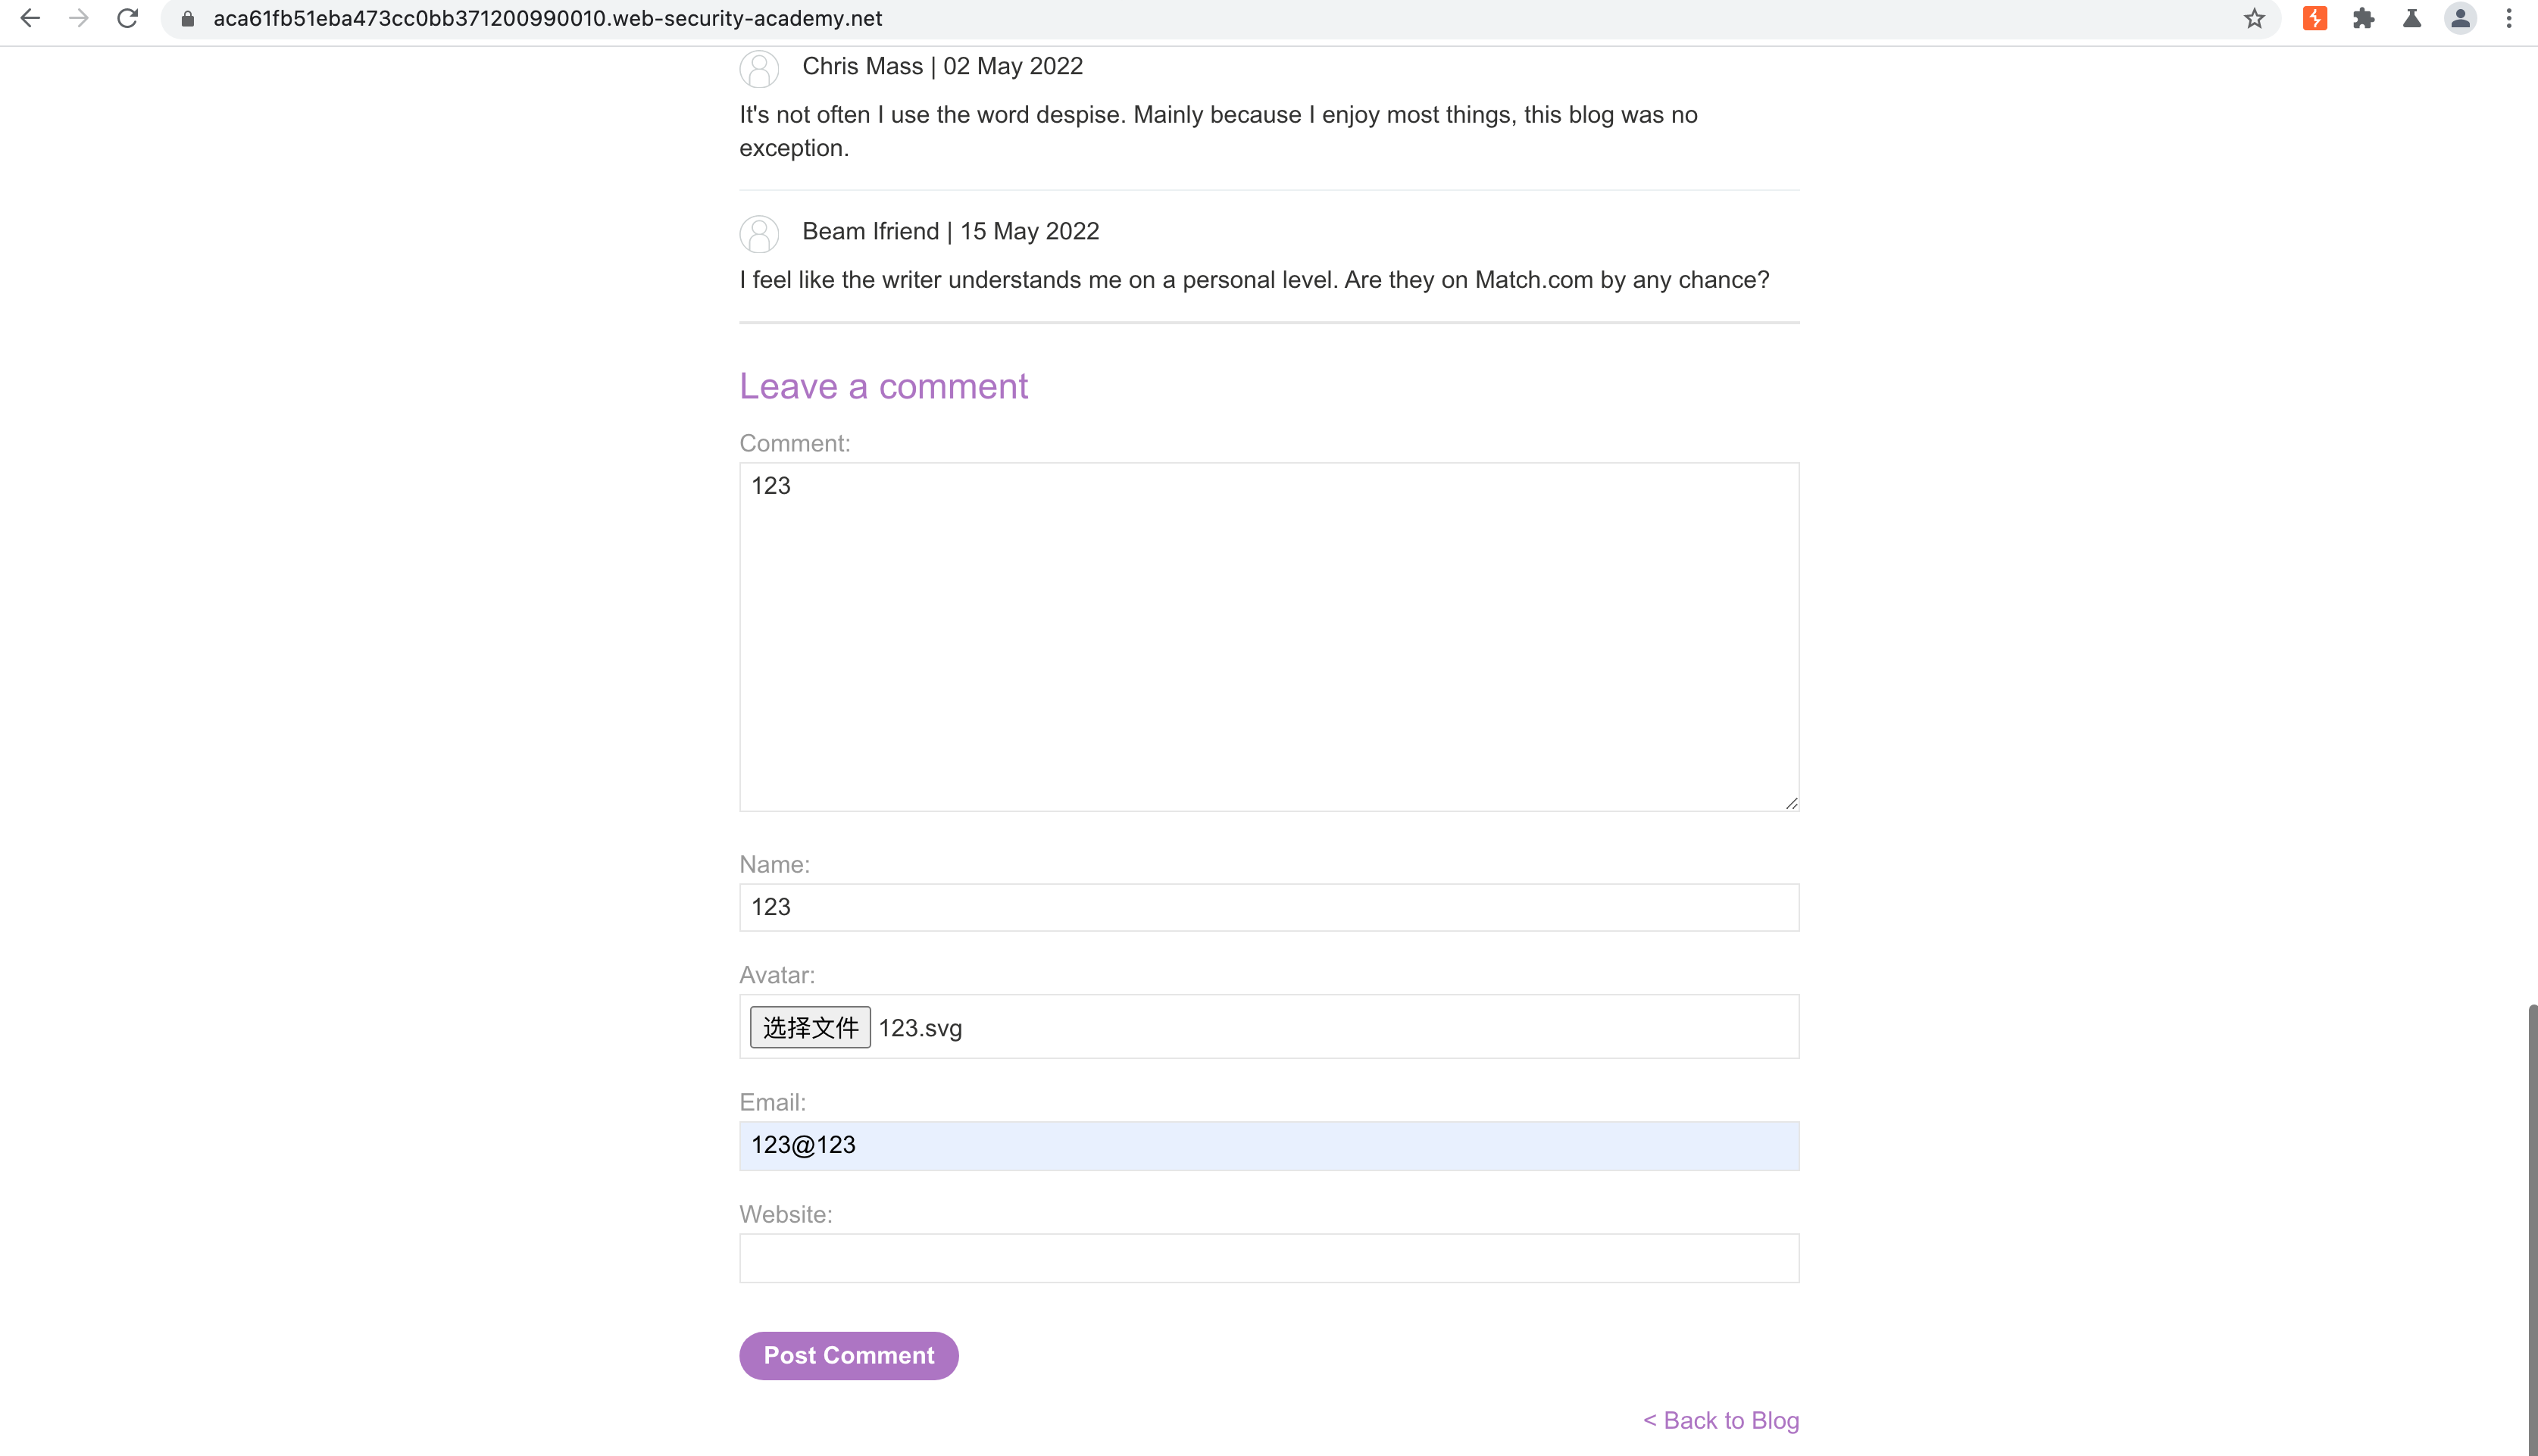 aca61fb51eba473cc0bb371200990010.web-security-academy.net
Chris Mass | 02 May 2022
It's not often I use the word despise. Mainly because I enjoy most things, this blog was no
exception.
Beam Ifriend | 15 May 2022
I feel like the writer understands me on a personal level. Are they on Match.com by any chance?
Leave a comment
Comment:
123
Name:
123
Avatar:
选择文件 123.svg
Email:
123@123
Website:
Post Comment
< Back to Blog